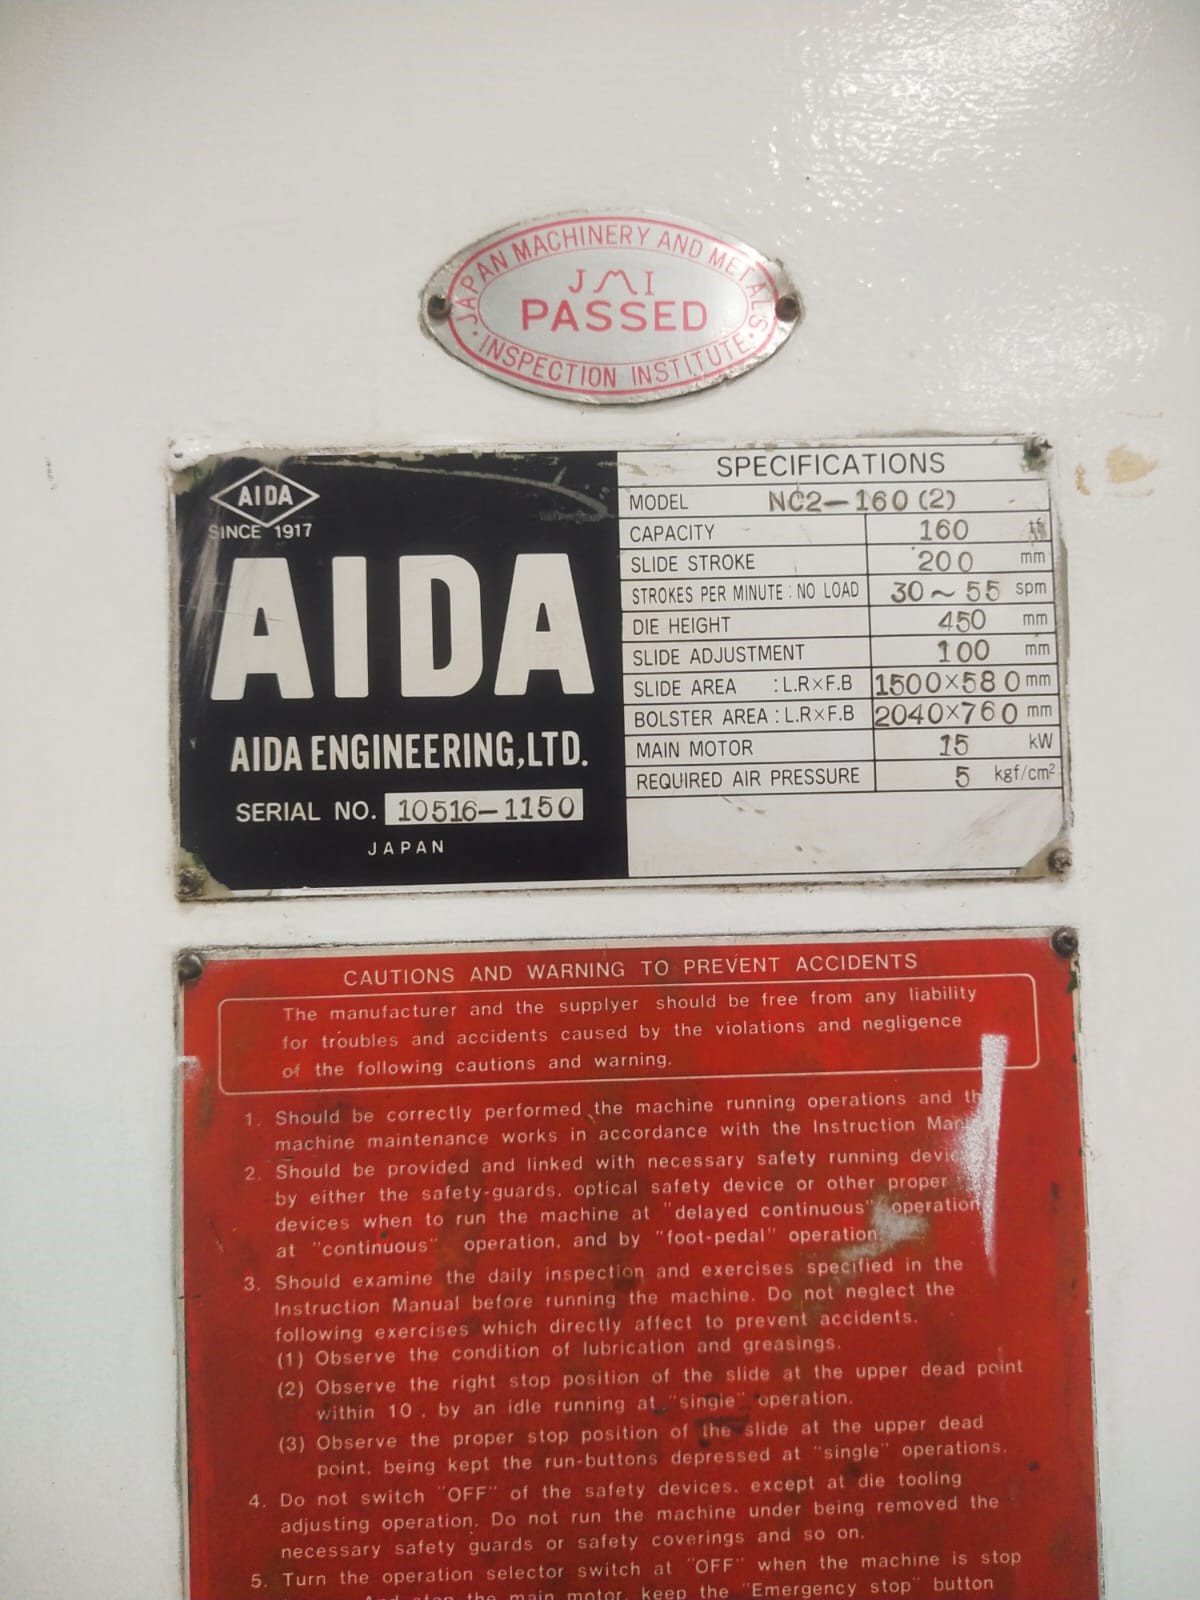 JAPAN MACHINERY AND METALS
JMI
PASSED
INSPECTION INSTITUTE
AIDA
SINCE 1917
AIDA
AIDA ENGINEERING,LTD.
SERIAL NO. 10516-1150
JAPAN
SPECIFICATIONS
MODEL NC2-160 (2)
CAPACITY 160
SLIDE STROKE 200 mm
STROKES PER MINUTE : NO LOAD 30 ~ 55 spm
DIE HEIGHT 450 mm
SLIDE ADJUSTMENT 100 mm
SLIDE AREA : L.R×F.B 1500×580 mm
BOLSTER AREA : L.R×F.B 2040×760 mm
MAIN MOTOR 15 kW
REQUIRED AIR PRESSURE 5 kgf/cm²
CAUTIONS AND WARNING TO PREVENT ACCIDENTS
The manufacturer and the supplyer should be free from any liability
for troubles and accidents caused by the violations and negligence
of the following cautions and warning.
1. Should be correctly performed the machine running operations and
machine maintenance works in accordance with the Instruction
2. Should be provided and linked with necessary safety running
by either the safety-guards, optical safety device or other proper
devices when to run the machine at "delayed continuous" operation
at "continuous" operation, and by "foot-pedal" operation.
3. Should examine the daily inspection and exercises specified in the
Instruction Manual before running the machine. Do not neglect the
following exercises which directly affect to prevent accidents.
(1) Observe the condition of lubrication and greasings.
(2) Observe the right stop position of the slide at the upper dead point
within 10 , by an idle running at "single" operation.
(3) Observe the proper stop position of the slide at the upper dead
point, being kept the run-buttons depressed at "single" operations.
4. Do not switch "OFF" of the safety devices, except at die tooling
adjusting operation. Do not run the machine under being removed the
necessary safety guards or safety coverings and so on.
5. Turn the operation selector switch at "OFF" when the machine is stop
And stop the main motor, keep the "Emergency stop" button